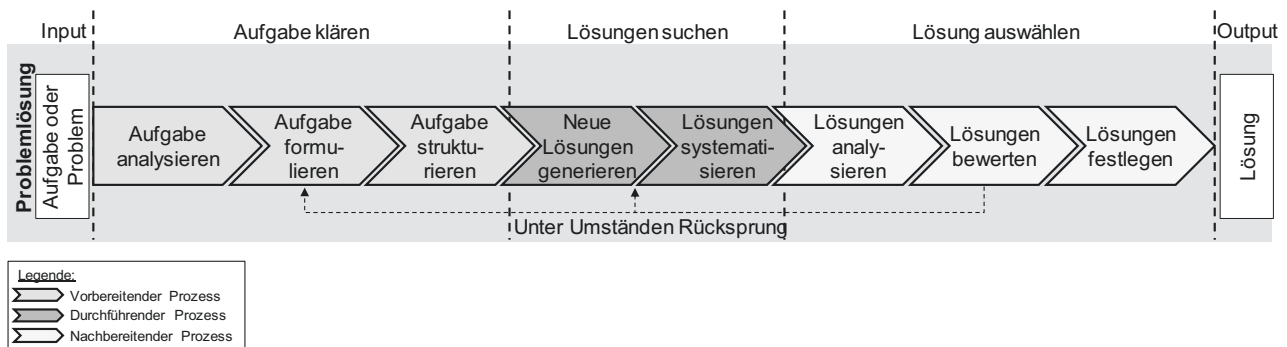 Input
Aufgabe klären
Lösungen suchen
Lösung auswählen
Output
Problemlösung
Aufgabe oder
Problem
Aufgabe
analysieren
Aufgabe
formu-
lieren
Aufgabe
struktu-
rieren
Neue
Lösungen
generieren
Lösungen
systemati-
sieren
Lösungen
analy-
sieren
Lösungen
bewerten
Lösungen
festlegen
Lösung
Unter Umständen Rücksprung
Legende:
Vorbereitender Prozess
Durchführender Prozess
Nachbereitender Prozess